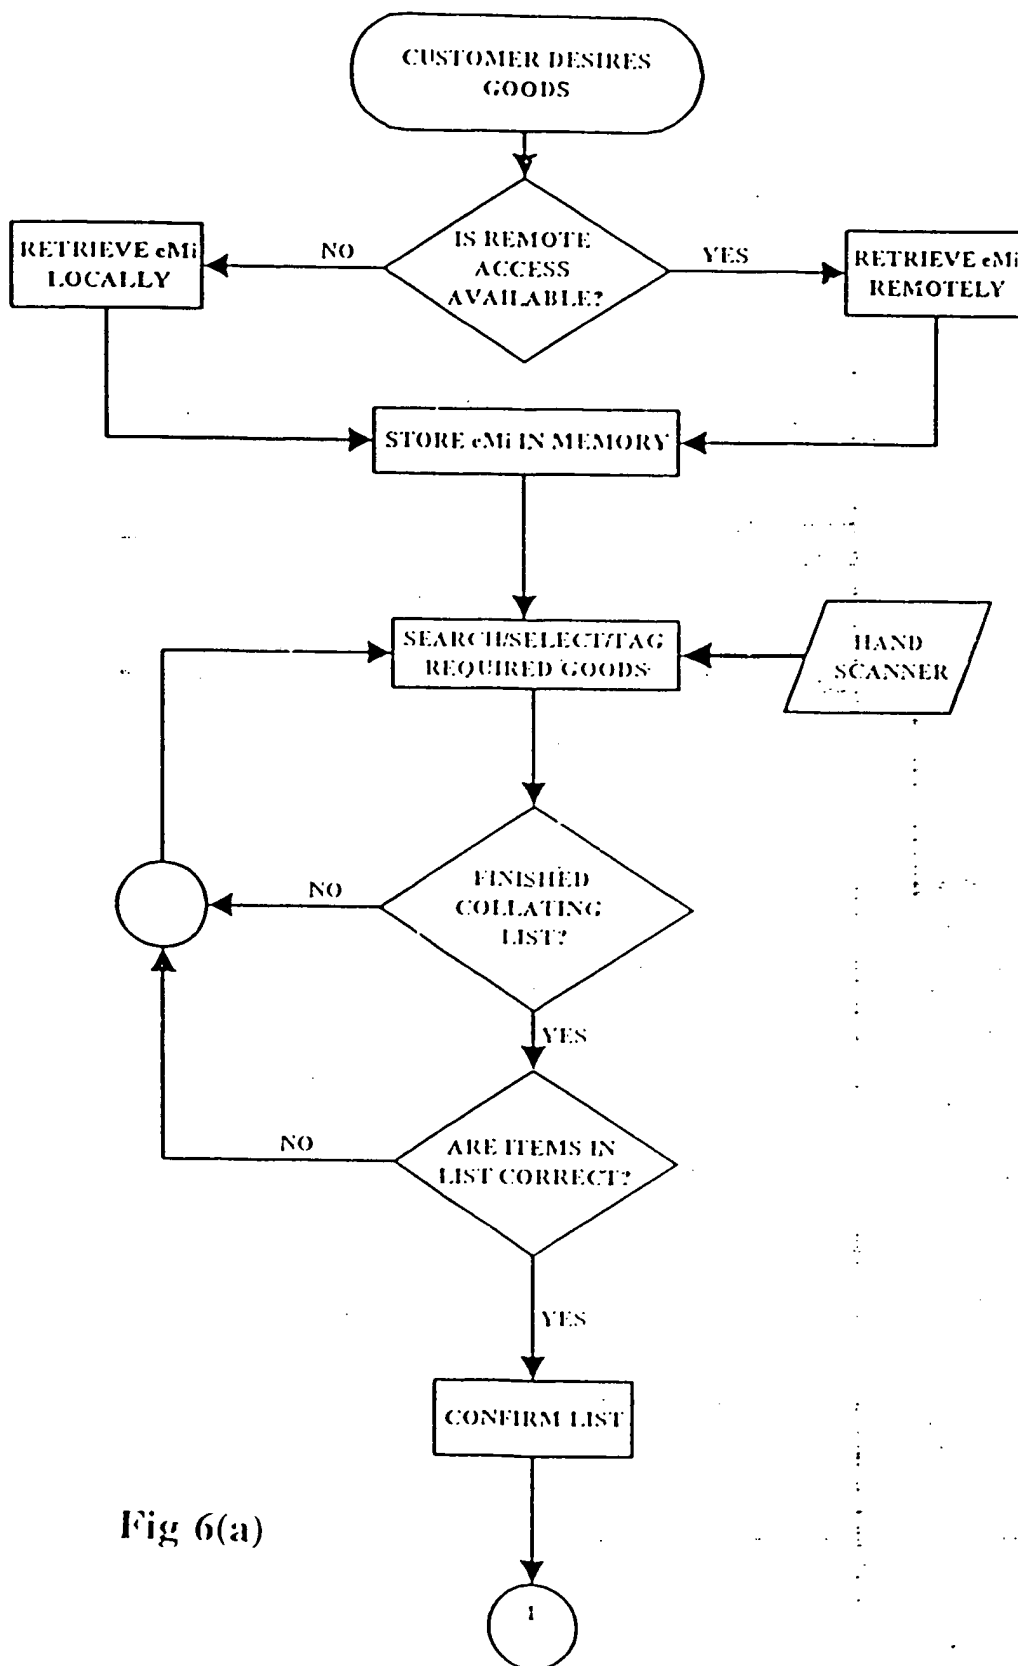 CUSTOMER DESIRES
GOODS
IS REMOTE
ACCESS
AVAILABLE?
NO
YES
RETRIEVE eMi
LOCALLY
RETRIEVE eMi
REMOTELY
STORE eMi IN MEMORY
SEARCH/SELECT/TAG
REQUIRED GOODS
HAND
SCANNER
FINISHED
COLLATING
LIST?
NO
YES
ARE ITEMS IN
LIST CORRECT?
NO
YES
CONFIRM LIST
Fig 6(a)
1